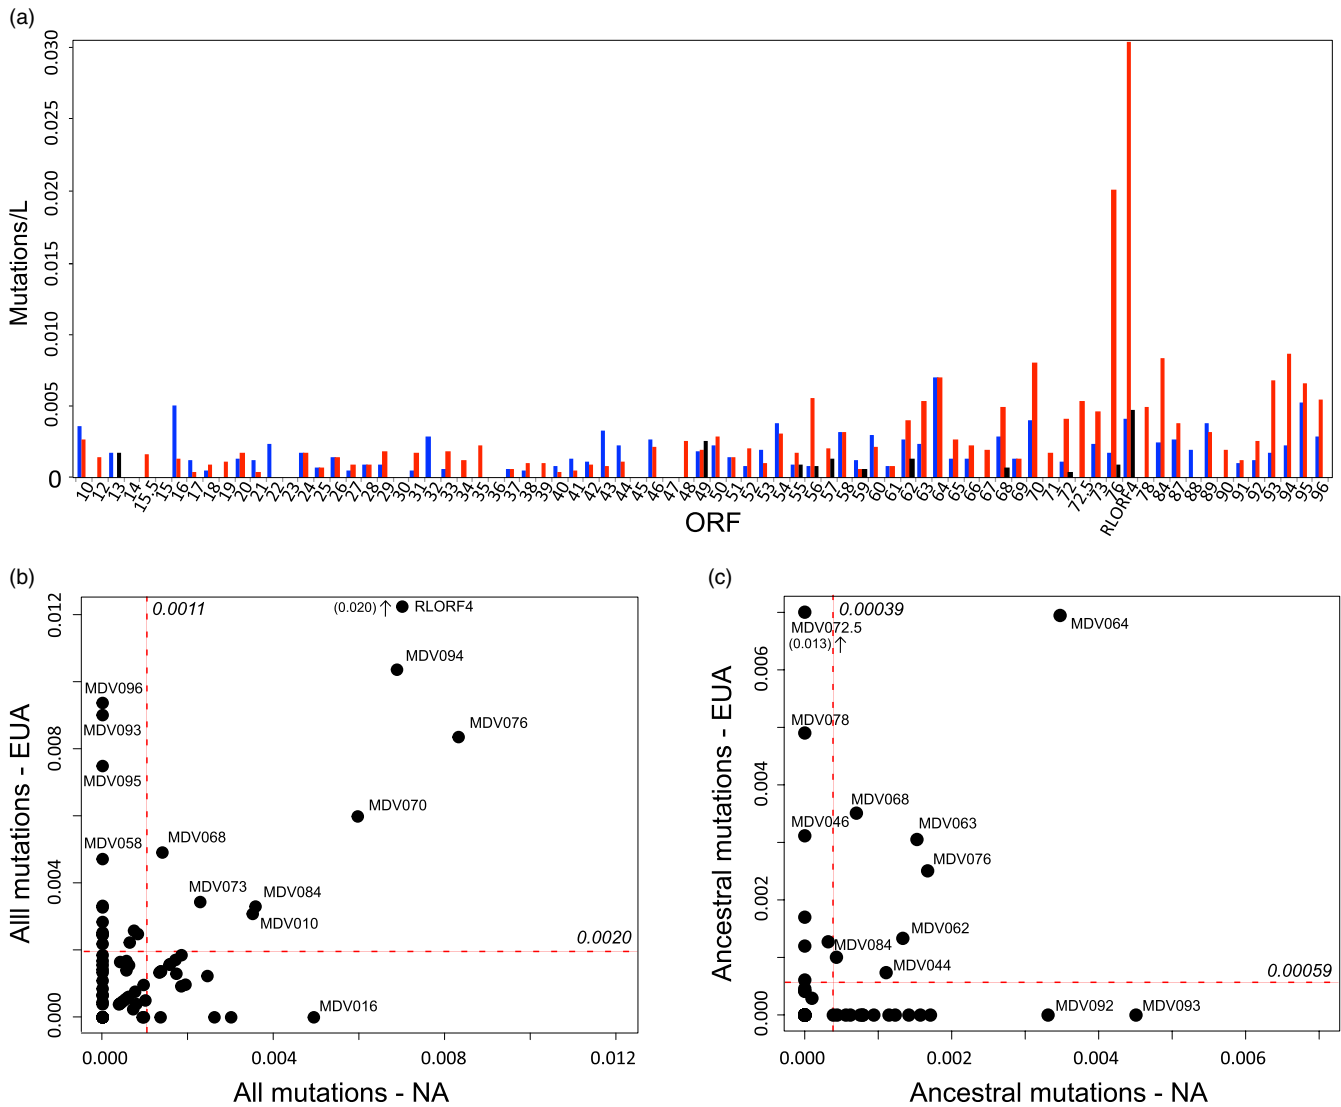 (a)
0.030
0.025
0.020
0.015
0.010
0.005
0
Mutations/L
10 12 13 14 15.5 15 16 17 18 19 20 21 22 23 24 25 26 27 28 29 30 31 32 33 34 35 36 37 38 39 40 41 42 43 44 45 46 47 48 49 50 51 52 53 54 55 56 57 58 59 60 61 62 63 64 65 66 67 68 69 70 71 72 72.5 73 76 RLORF4 78 84 87 88 89 90 91 92 93 94 95 96
ORF
(b)
0.0011
(0.020) ↑ RLORF4
MDV094
MDV096
MDV076
MDV093
MDV095
MDV070
MDV058
MDV068
MDV073
MDV084
MDV010
0.0020
MDV016
0.012
0.008
0.004
0.000
Alll mutations - EUA
0.000 0.004 0.008 0.012
All mutations - NA
(c)
0.00039
MDV072.5
(0.013) ↑
MDV064
MDV078
MDV068
MDV046
MDV063
MDV076
MDV062
MDV084
MDV044
0.00059
MDV092
MDV093
0.006
0.004
0.002
0.000
Ancestral mutations - EUA
0.000 0.002 0.004 0.006
Ancestral mutations - NA